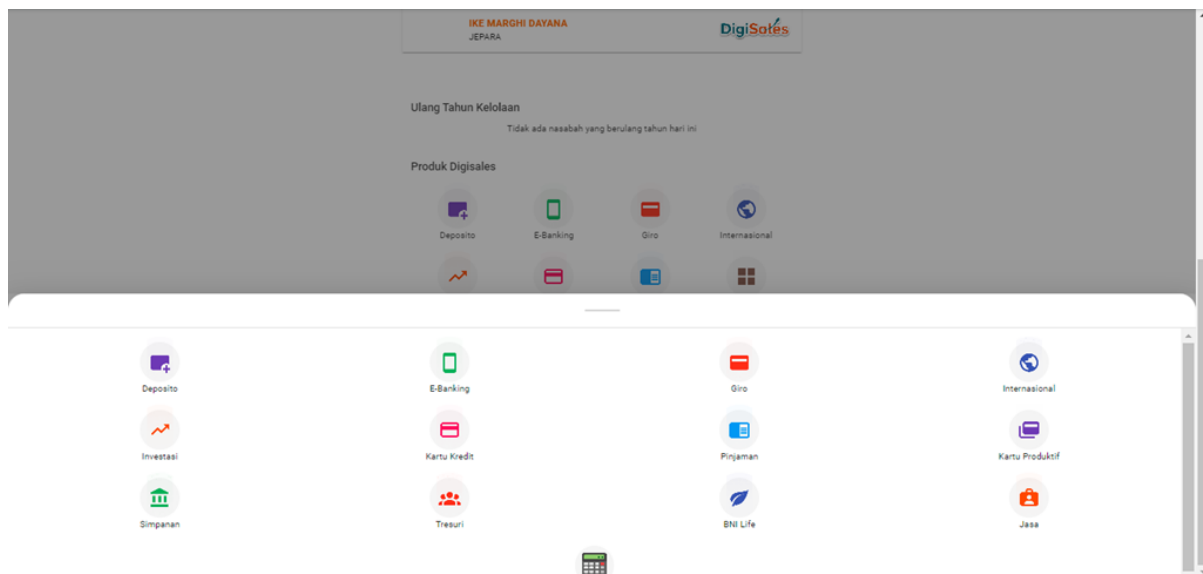 IKE MARGHI DAYANA
JEPARA
DigiSales
Ulang Tahun Kelolaan
Tidak ada nasabah yang berulang tahun hari ini
Produk Digisales
Deposito E-Banking Giro Internasional
Deposito E-Banking Giro Internasional
Investasi Kartu Kredit Pinjaman Kartu Produktif
Simpanan Tresuri BNI Life Jasa